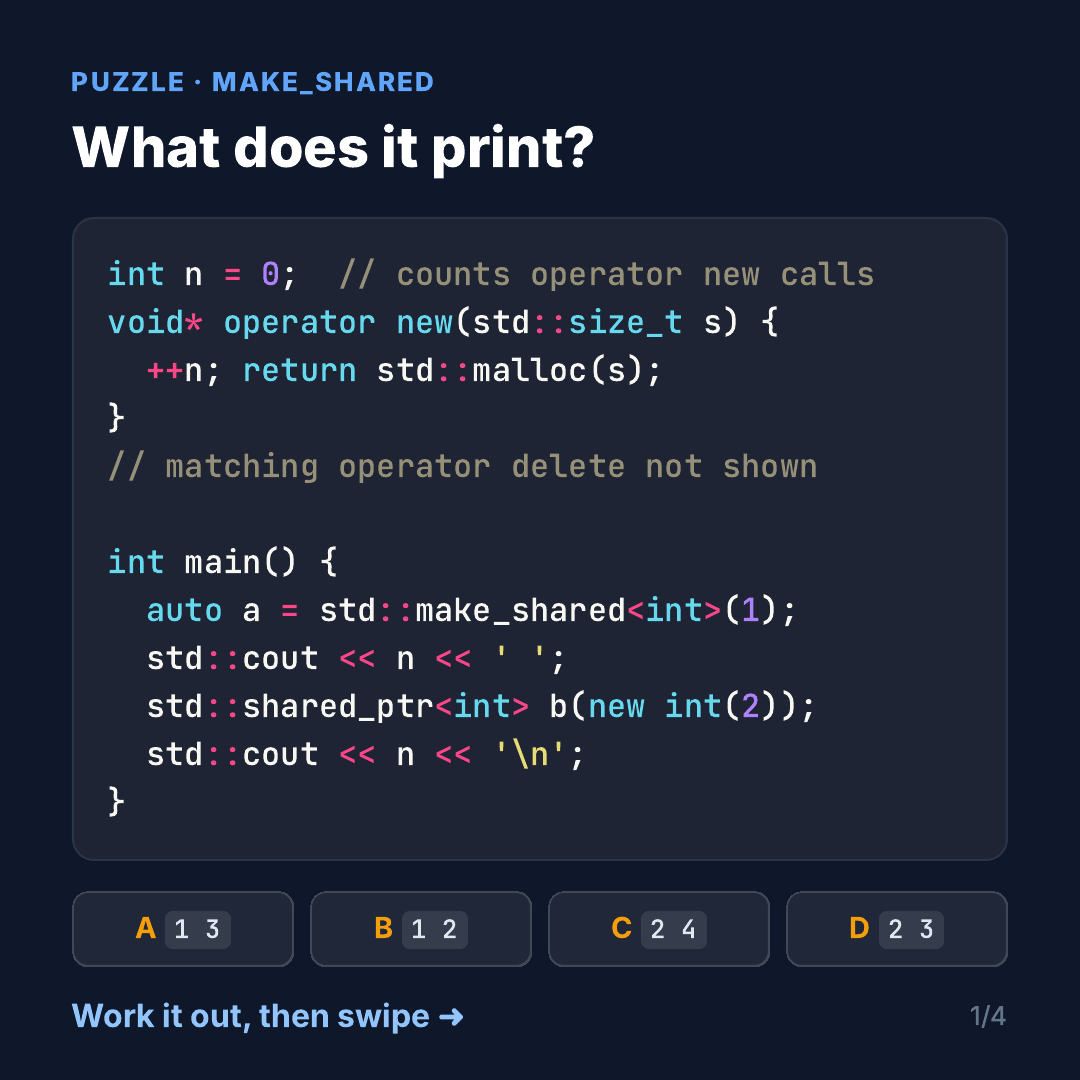 PUZZLE · MAKE_SHARED
What does it print?
int n = 0;  // counts operator new calls
void* operator new(std::size_t s) {
  ++n; return std::malloc(s);
}
// matching operator delete not shown

int main() {
  auto a = std::make_shared<int>(1);
  std::cout << n << ' ';
  std::shared_ptr<int> b(new int(2));
  std::cout << n << '\n';
}
A 1 3 B 1 2 C 2 4 D 2 3
Work it out, then swipe ➜ 1/4